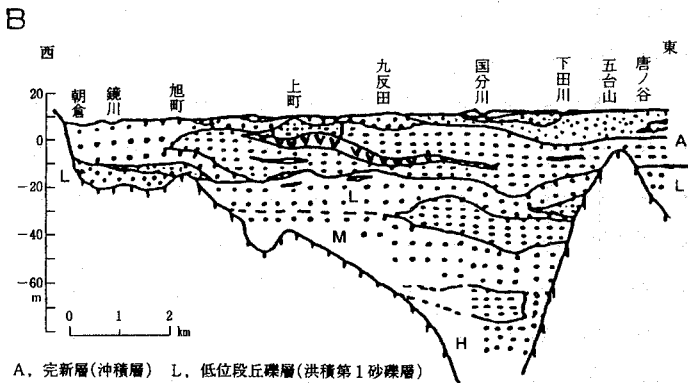 B
西
東
朝倉 鏡川 旭町 上町 九反田 国分川 下田川 五台山 唐ノ谷
20
0
-20
-40
-60
m
A
L
L
L
M
H
0 1 2
km
A, 完新層(沖積層) L, 低位段丘礫層(洪積第1砂礫層)